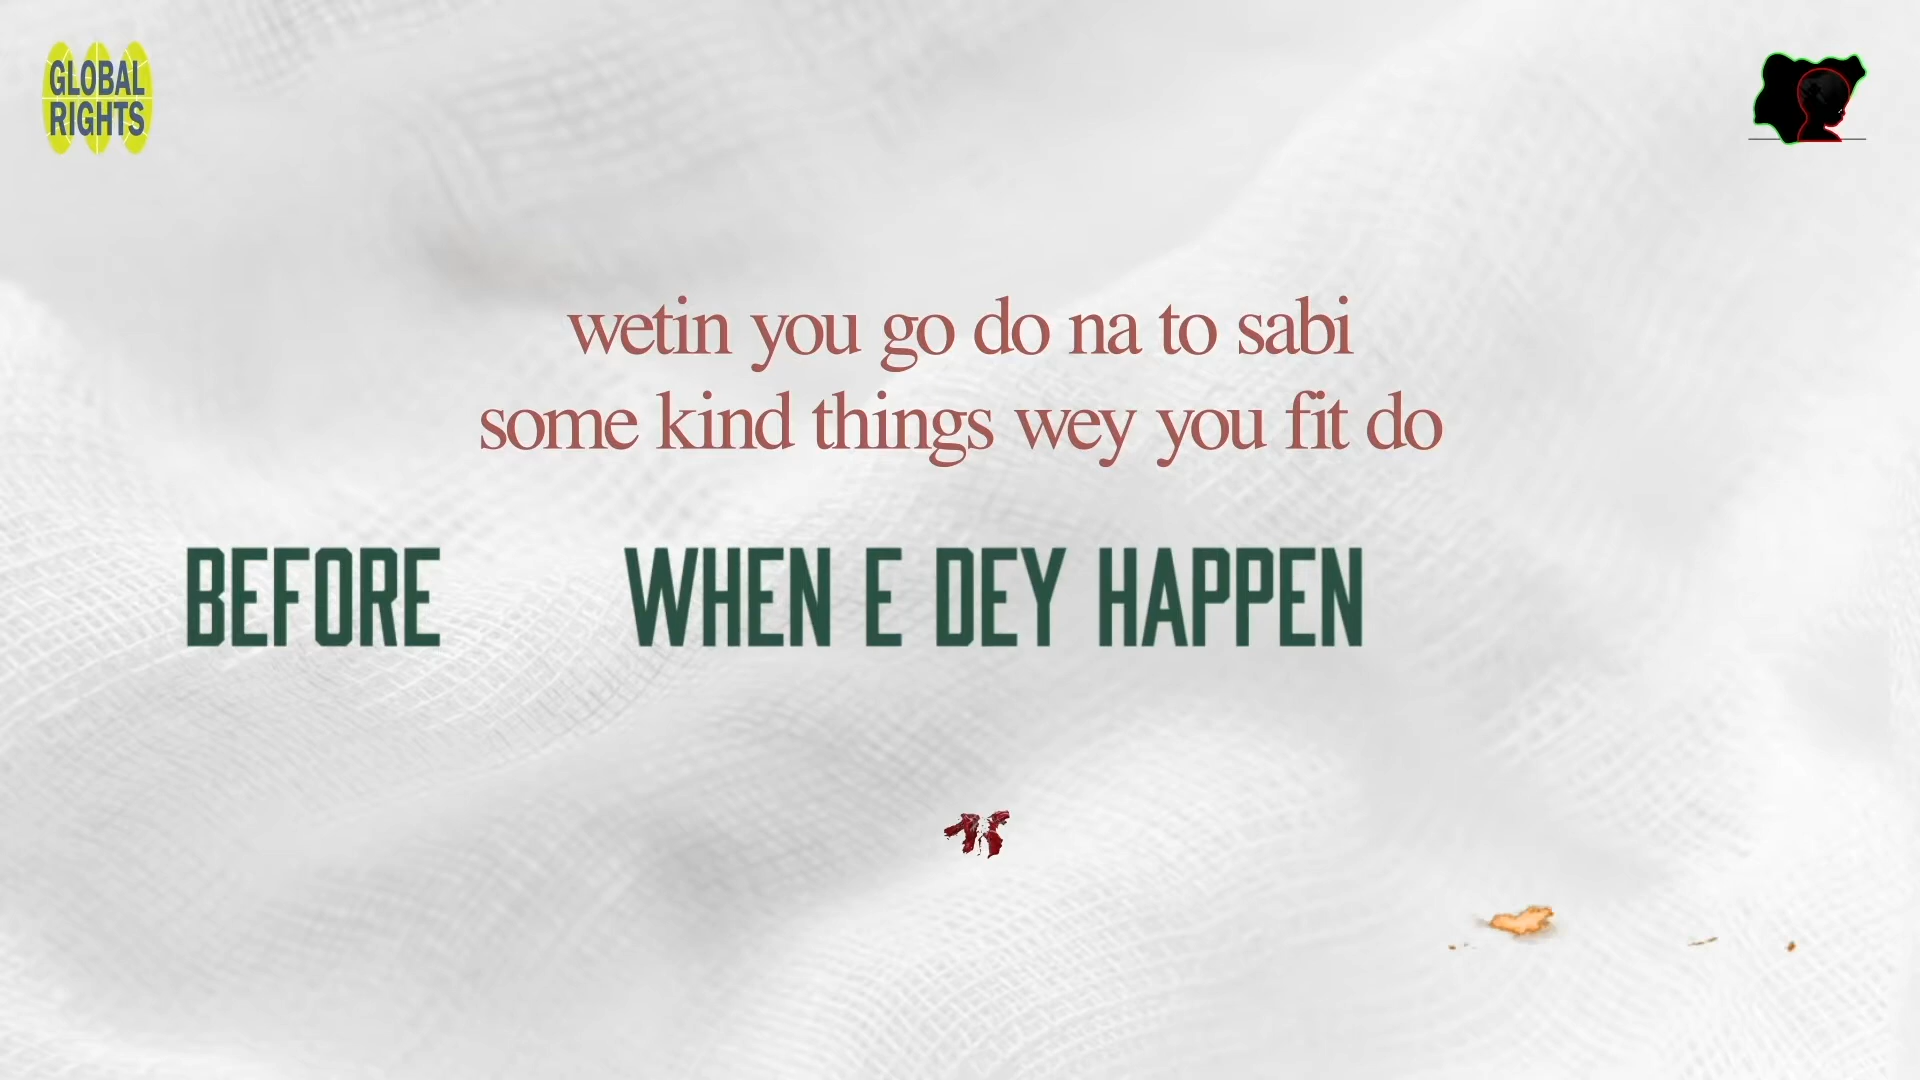 GLOBAL
RIGHTS
wetin you go do na to sabi
some kind things wey you fit do
BEFORE WHEN E DEY HAPPEN